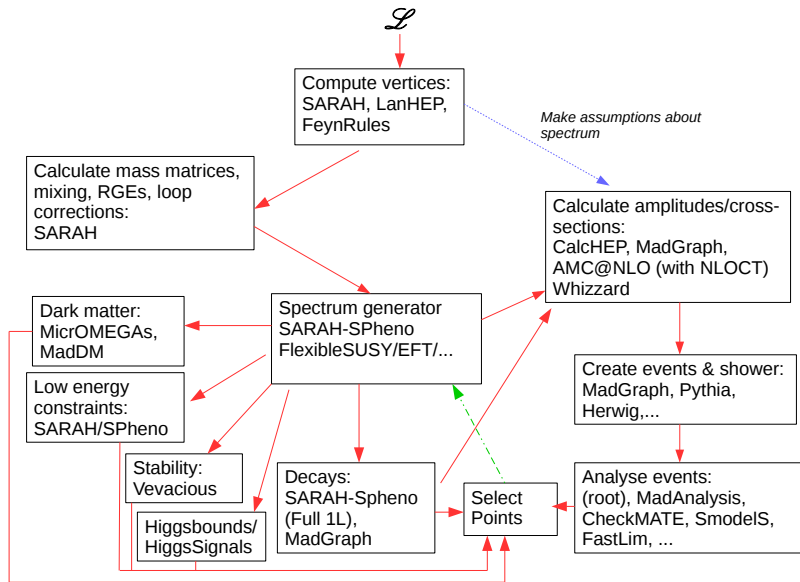 ℒ
Compute vertices:
SARAH, LanHEP,
FeynRules
Make assumptions about
spectrum
Calculate mass matrices,
mixing, RGEs, loop
corrections:
SARAH
Calculate amplitudes/cross-
sections:
CalcHEP, MadGraph,
AMC@NLO (with NLOCT)
Whizzard
Dark matter:
MicrOMEGAs,
MadDM
Spectrum generator
SARAH-SPheno
FlexibleSUSY/EFT/...
Low energy
constraints:
SARAH/SPheno
Create events & shower:
MadGraph, Pythia,
Herwig,...
Stability:
Vevacious
Higgsbounds/
HiggsSignals
Decays:
SARAH-Spheno
(Full 1L),
MadGraph
Select
Points
Analyse events:
(root), MadAnalysis,
CheckMATE, SmodelS,
FastLim, ...